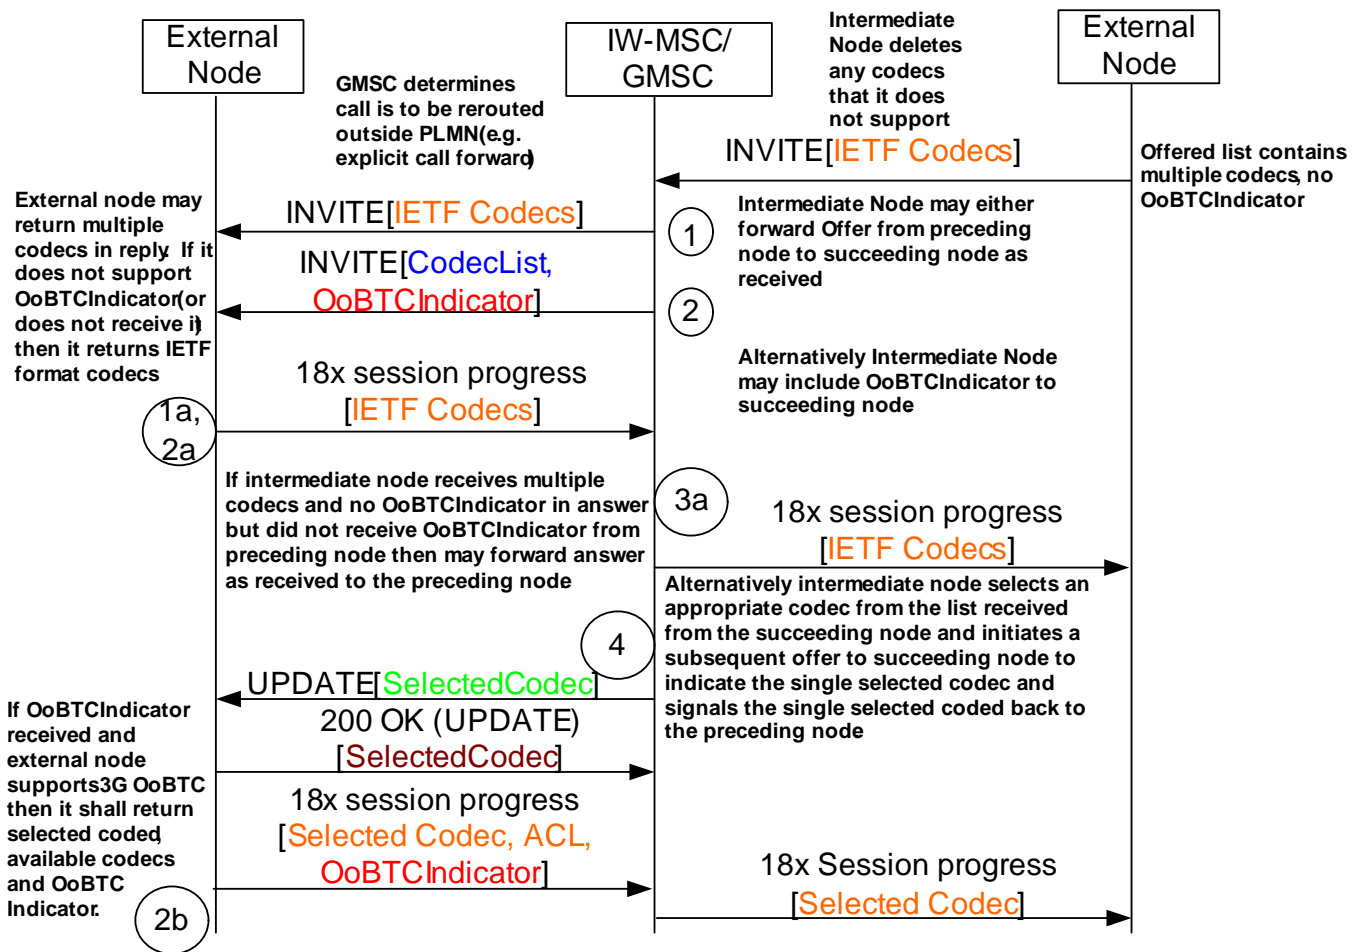 External
Node
IW-MSC/
GMSC
External
Node
Intermediate
Node deletes
any codecs
that it does
not support
GMSC determines
call is to be rerouted
outside PLMN(e.g.
explicit call forward)
INVITE[IETF Codecs]
Offered list contains
multiple codecs, no
OoBTCIndicator
External node may
return multiple
codecs in reply. If it
does not support
OoBTCIndicator(or
does not receive it)
then it returns IETF
format codecs
INVITE[IETF Codecs]
1
Intermediate Node may either
forward Offer from preceding
node to succeeding node as
received
INVITE[CodecList,
OoBTCIndicator]
2
Alternatively Intermediate Node
may include OoBTCIndicator to
succeeding node
18x session progress
[IETF Codecs]
1a,
2a
If intermediate node receives multiple
codecs and no OoBTCIndicator in answer
but did not receive OoBTCIndicator from
preceding node then may forward answer
as received to the preceding node
3a
18x session progress
[IETF Codecs]
Alternatively intermediate node selects an
appropriate codec from the list received
from the succeeding node and initiates a
subsequent offer to succeeding node to
indicate the single selected codec and
signals the single selected coded back to
the preceding node
4
UPDATE[SelectedCodec]
200 OK (UPDATE)
[SelectedCodec]
If OoBTCIndicator
received and
external node
supports3G OoBTC
then it shall return
selected coded,
available codecs
and OoBTC
Indicator.
18x session progress
[Selected Codec, ACL,
OoBTCIndicator]
2b
18x Session progress
[Selected Codec]